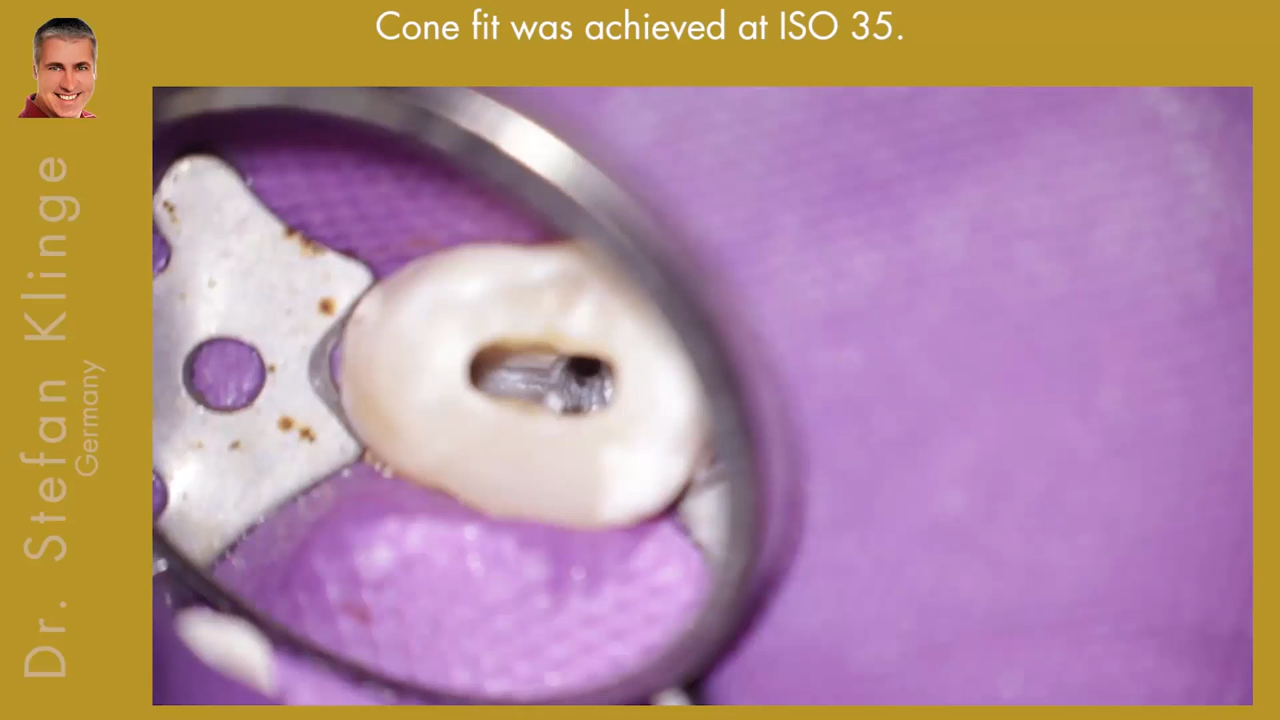 Cone fit was achieved at ISO 35.
Dr. Stefan Klinge
Germany